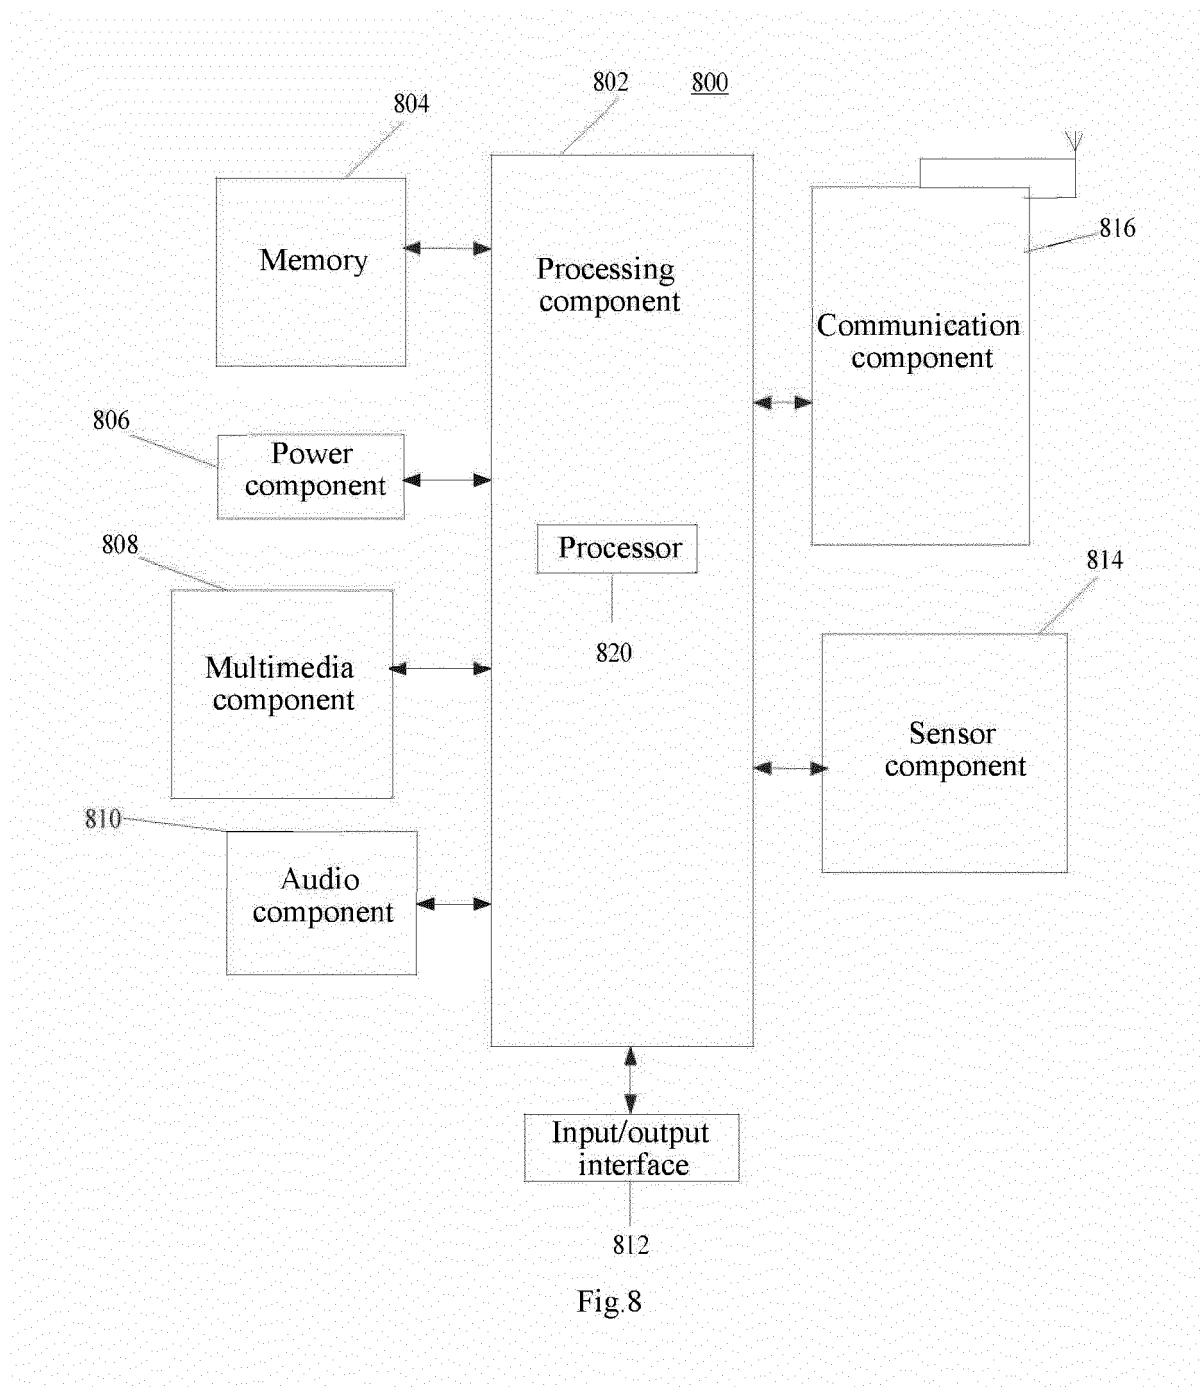 802
800
804
Memory
Processing
component
816
Communication
component
806
Power
component
808
Processor
820
814
Multimedia
component
Sensor
component
810
Audio
component
Input/output
interface
812
Fig.8